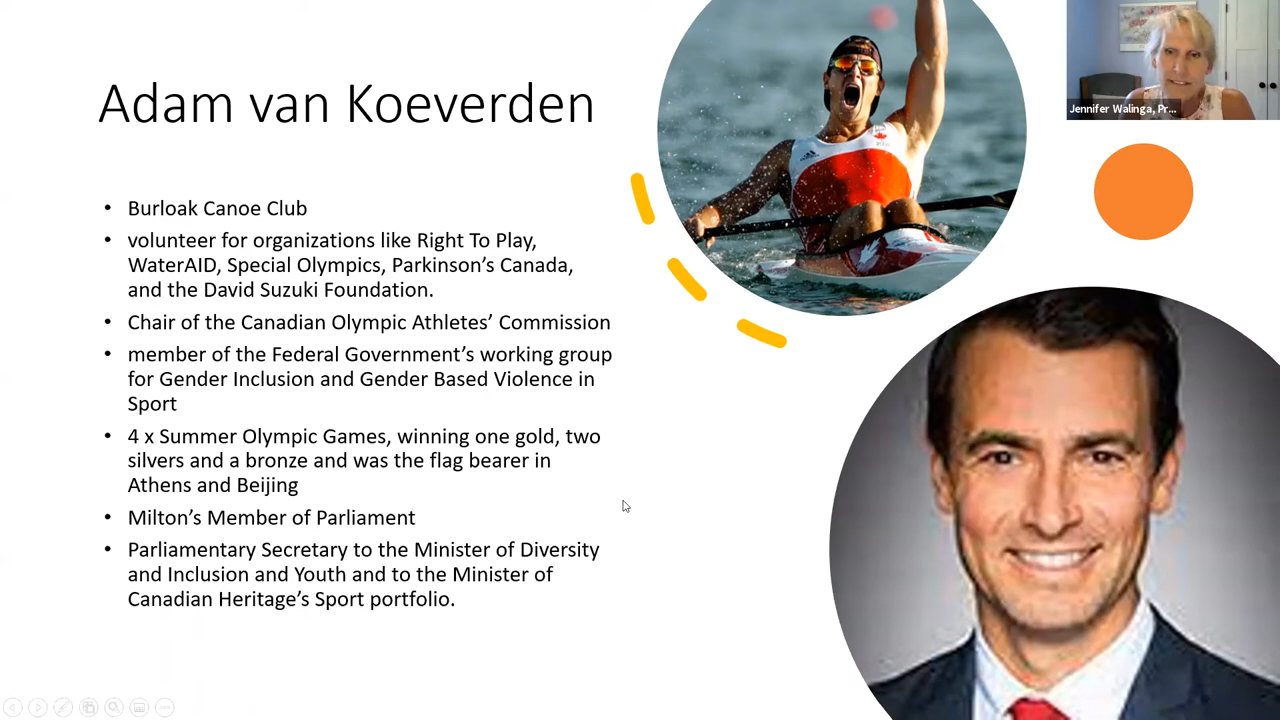 Adam van Koeverden
Jennifer Walinga, Pr...
• Burloak Canoe Club
• volunteer for organizations like Right To Play,
WaterAID, Special Olympics, Parkinson’s Canada,
and the David Suzuki Foundation.
• Chair of the Canadian Olympic Athletes’ Commission
• member of the Federal Government’s working group
for Gender Inclusion and Gender Based Violence in
Sport
• 4 x Summer Olympic Games, winning one gold, two
silvers and a bronze and was the flag bearer in
Athens and Beijing
• Milton’s Member of Parliament
• Parliamentary Secretary to the Minister of Diversity
and Inclusion and Youth and to the Minister of
Canadian Heritage’s Sport portfolio.